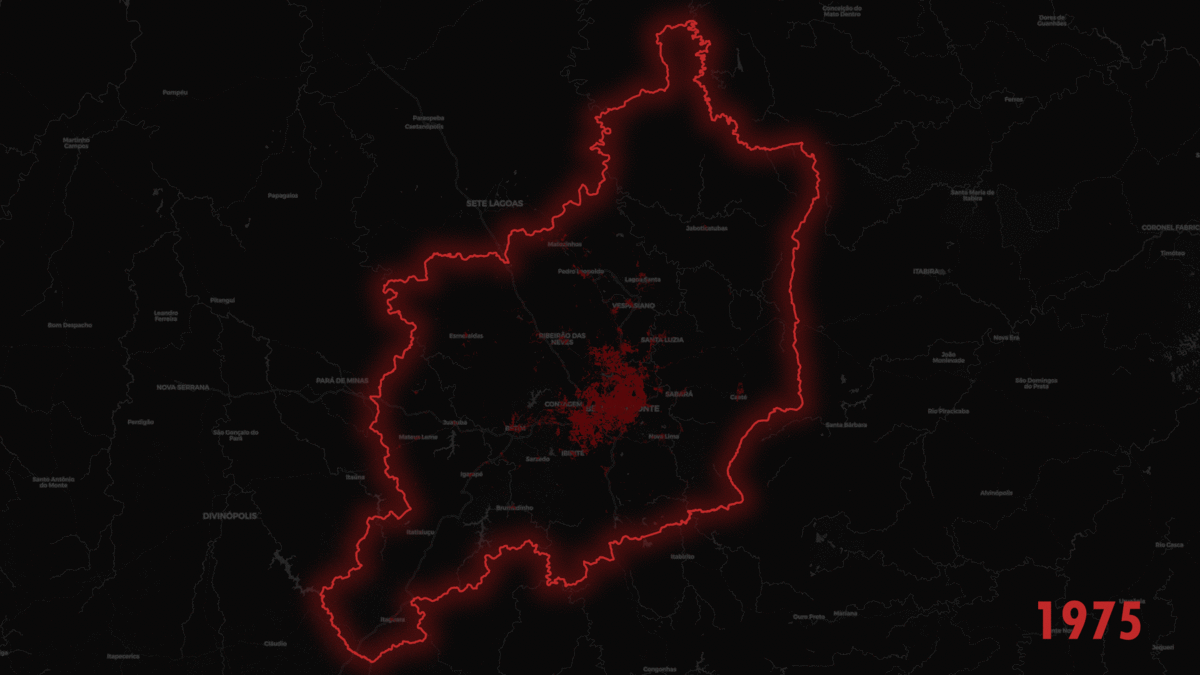 Conceição do
Mato Dentro
Dores de
Guanhães
Pompéu
Ferros
Paraopeba
Caetanópolis
Martinho
Campos
Papagaios
Santa Maria de
Itabira
SETE LAGOAS
Jaboticatubas
CORONEL FABRIC
Matozinhos
Timóteo
Pedro Leopoldo
Lagoa Santa
ITABIRA
Pitangui
VESPASIANO
Leandro
Ferreira
Bom Despacho
Esmeraldas
RIBEIRÃO DAS
NEVES
SANTA LUZIA
Nova Era
João
Monlevade
PARÁ DE MINAS
NOVA SERRANA
São Domingos
do Prata
SABARÁ
Caeté
CONTAGEM
Rio Piracicaba
Perdigão
Juatuba
BETIM
Santa Bárbara
São Gonçalo do
Pará
Mateus Leme
Nova Lima
IBIRITÉ
Sarzedo
Igarapé
Itaúna
Santo Antônio
do Monte
Alvinópolis
Brumadinho
DIVINÓPOLIS
Itatiaiuçu
Rio Casca
Itabirito
Mariana
Ouro Preto
Itaguara
1975
Cláudio
Itapecerica
Congonhas